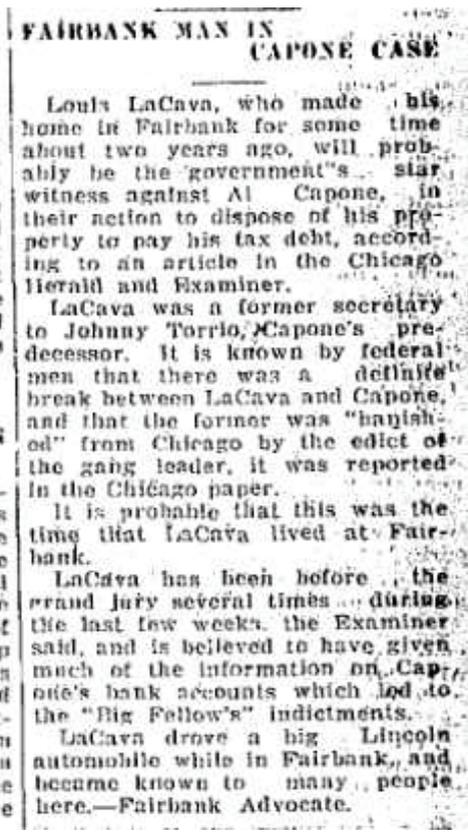 FAIRBANK MAN IN
CAPONE CASE
Louis LaCava, who made his
home in Fairbank for some time
about two years ago, will prob-
ably be the government"s star
witness against Al Capone, in
their action to dispose of his pro-
perty to pay his tax debt, accord-
ing to an article in the Chicago
Herald and Examiner.
LaCava was a former secretary
to Johnny Torrio, Capone's pre-
decessor. It is known by federal
men that there was a definite
break between LaCava and Capone,
and that the former was "banish-
ed" from Chicago by the edict of
the gang leader, it was reported
in the Chicago paper.
It is probable that this was the
time that LaCava lived at Fair-
bank.
LaCava has been before the
grand jury several times during
the last few weeks, the Examiner
said, and is believed to have given
much of the information on Cap-
one's bank accounts which led to
the "Big Fellow's" indictments.
LaCava drove a big Lincoln
automobile while in Fairbank, and
became known to many people
here.—Fairbank Advocate.